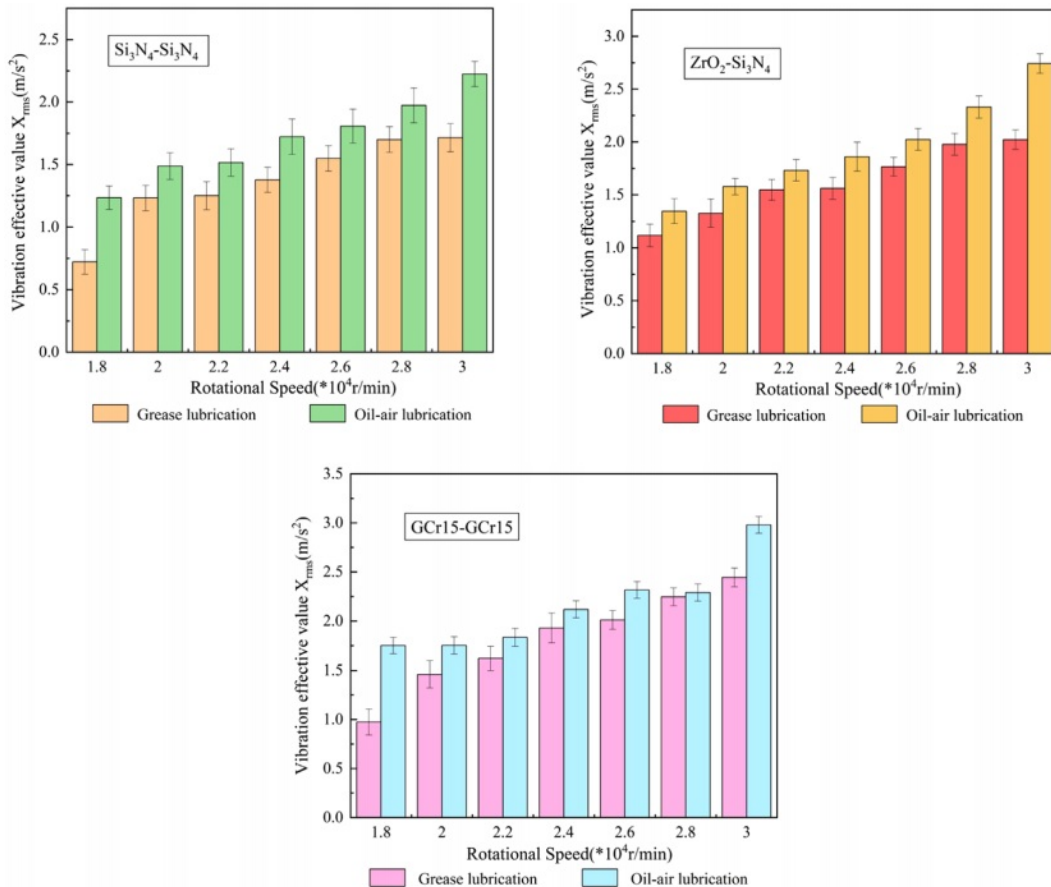 Si₃N₄-Si₃N₄
Vibration effective value Xrms(m/s²)
2.5
2.0
1.5
1.0
0.5
0.0
1.8 2 2.2 2.4 2.6 2.8 3
Rotational Speed(*10⁴r/min)
Grease lubrication Oil-air lubrication
ZrO₂-Si₃N₄
Vibration effective value Xrms(m/s²)
3.0
2.5
2.0
1.5
1.0
0.5
0.0
1.8 2 2.2 2.4 2.6 2.8 3
Rotational Speed(*10⁴r/min)
Grease lubrication Oil-air lubrication
GCr15-GCr15
Vibration effective value Xrms(m/s²)
3.5
3.0
2.5
2.0
1.5
1.0
0.5
0.0
1.8 2 2.2 2.4 2.6 2.8 3
Rotational Speed(*10⁴r/min)
Grease lubrication Oil-air lubrication